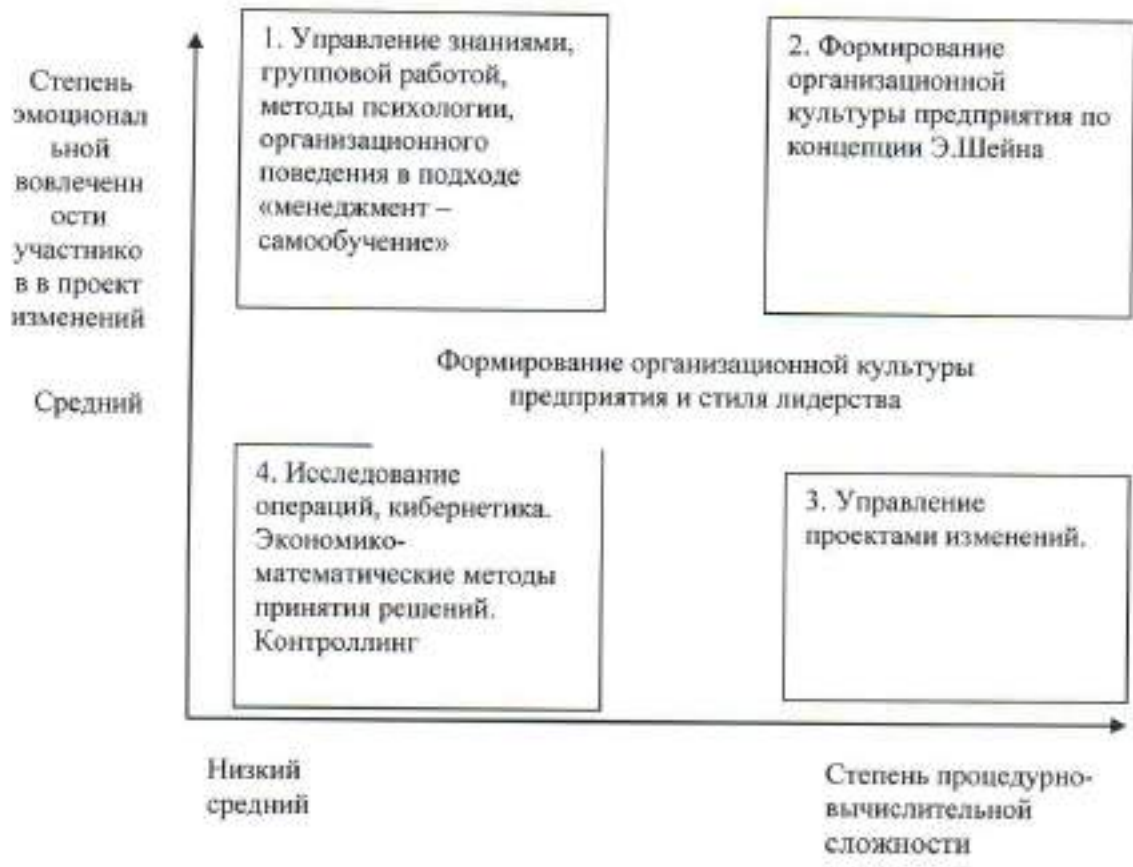 Степень
эмоционал
ьной
вовлеченн
ости
участнико
в в проект
изменений
Средний
1. Управление знаниями,
групповой работой,
методы психологии,
организационного
поведения в подходе
«менеджмент –
самообучение»
2. Формирование
организационной
культуры предприятия по
концепции Э.Шейна
Формирование организационной культуры
предприятия и стиля лидерства
4. Исследование
операций, кибернетика.
Экономико-
математические методы
принятия решений.
Контроллинг
3. Управление
проектами изменений.
Низкий
средний
Степень процедурно-
вычислительной
сложности